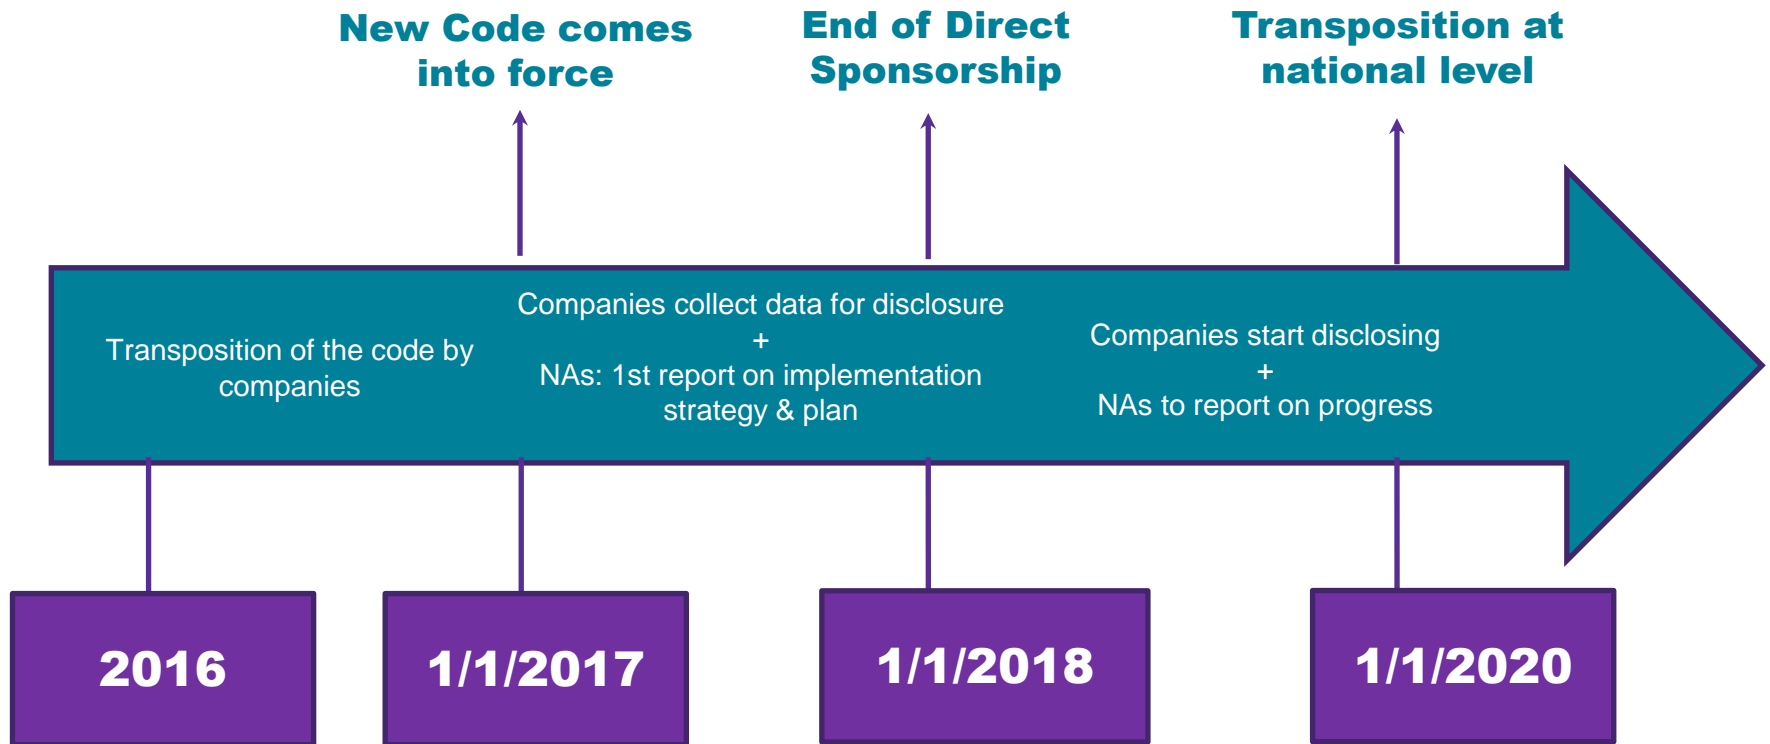 New Code comes
into force
End of Direct
Sponsorship
Transposition at
national level
Transposition of the code by
companies
Companies collect data for disclosure
+
NAs: 1st report on implementation
strategy & plan
Companies start disclosing
+
NAs to report on progress
2016
1/1/2017
1/1/2018
1/1/2020